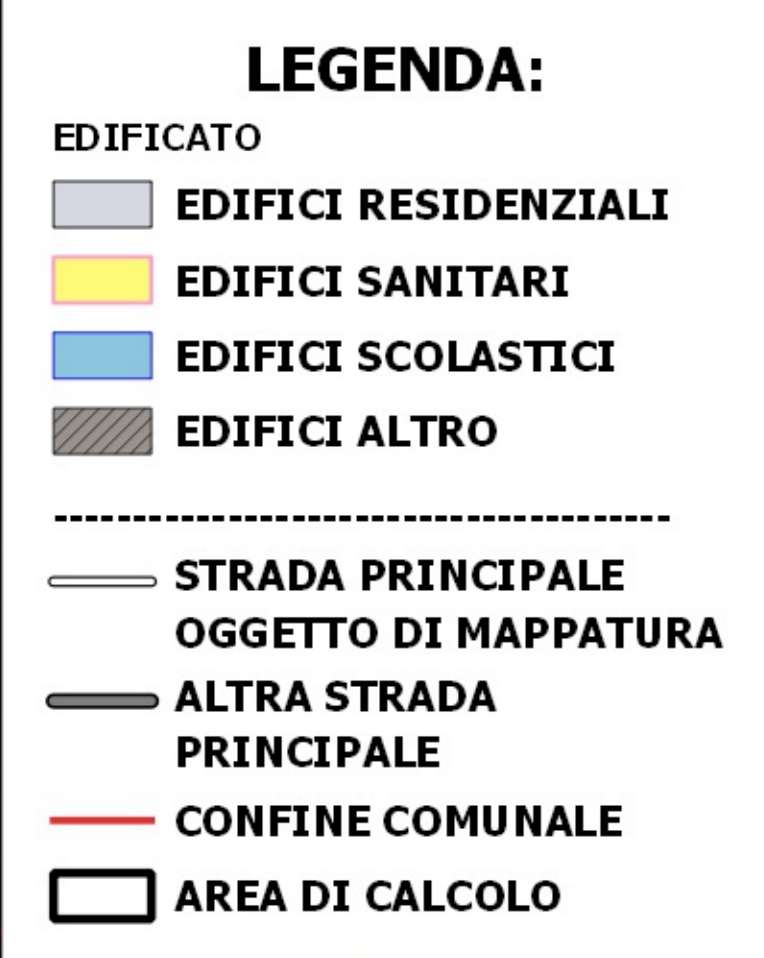 LEGENDA:
EDIFICATO
EDIFICI RESIDENZIALI
EDIFICI SANITARI
EDIFICI SCOLASTICI
EDIFICI ALTRO
STRADA PRINCIPALE
OGGETTO DI MAPPATURA
ALTRA STRADA
PRINCIPALE
CONFINE COMUNALE
AREA DI CALCOLO